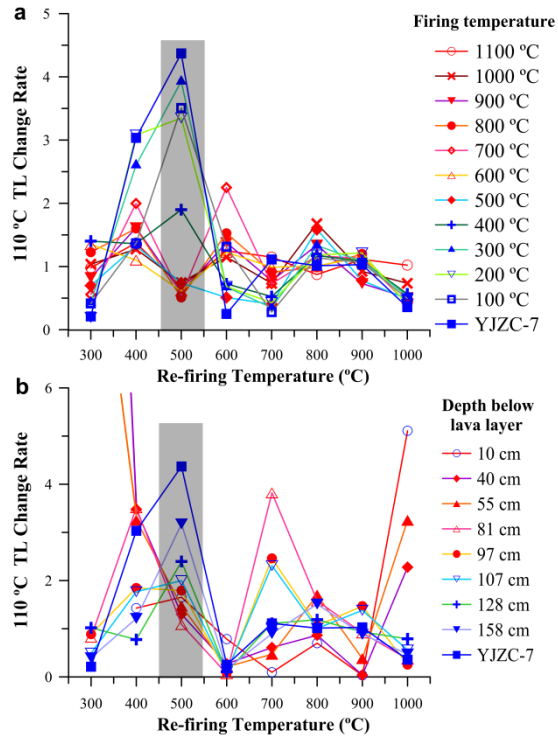 a
110 ºC TL Change Rate
5
4
3
2
1
0
300 400 500 600 700 800 900 1000
Re-firing Temperature (ºC)
Firing temperature
1100 ºC
1000 ºC
900 ºC
800 ºC
700 ºC
600 ºC
500 ºC
400 ºC
300 ºC
200 ºC
100 ºC
YJZC-7
b
110 ºC TL Change Rate
6
4
2
0
300 400 500 600 700 800 900 1000
Re-firing Temperature (ºC)
Depth below
lava layer
10 cm
40 cm
55 cm
81 cm
97 cm
107 cm
128 cm
158 cm
YJZC-7